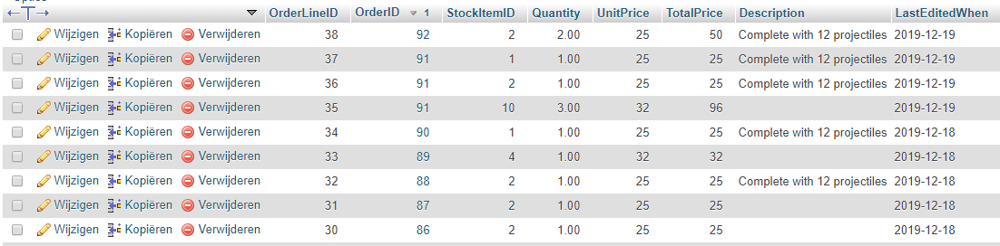 OrderLineID OrderID 1 StockItemID Quantity UnitPrice TotalPrice Description LastEditedWhen
Wijzigen Kopiëren Verwijderen 38 92 2 2.00 25 50 Complete with 12 projectiles 2019-12-19
Wijzigen Kopiëren Verwijderen 37 91 1 1.00 25 25 Complete with 12 projectiles 2019-12-19
Wijzigen Kopiëren Verwijderen 36 91 2 1.00 25 25 Complete with 12 projectiles 2019-12-19
Wijzigen Kopiëren Verwijderen 35 91 10 3.00 32 96 2019-12-19
Wijzigen Kopiëren Verwijderen 34 90 1 1.00 25 25 Complete with 12 projectiles 2019-12-18
Wijzigen Kopiëren Verwijderen 33 89 4 1.00 32 32 2019-12-18
Wijzigen Kopiëren Verwijderen 32 88 2 1.00 25 25 Complete with 12 projectiles 2019-12-18
Wijzigen Kopiëren Verwijderen 31 87 2 1.00 25 25 2019-12-18
Wijzigen Kopiëren Verwijderen 30 86 2 1.00 25 25 2019-12-18